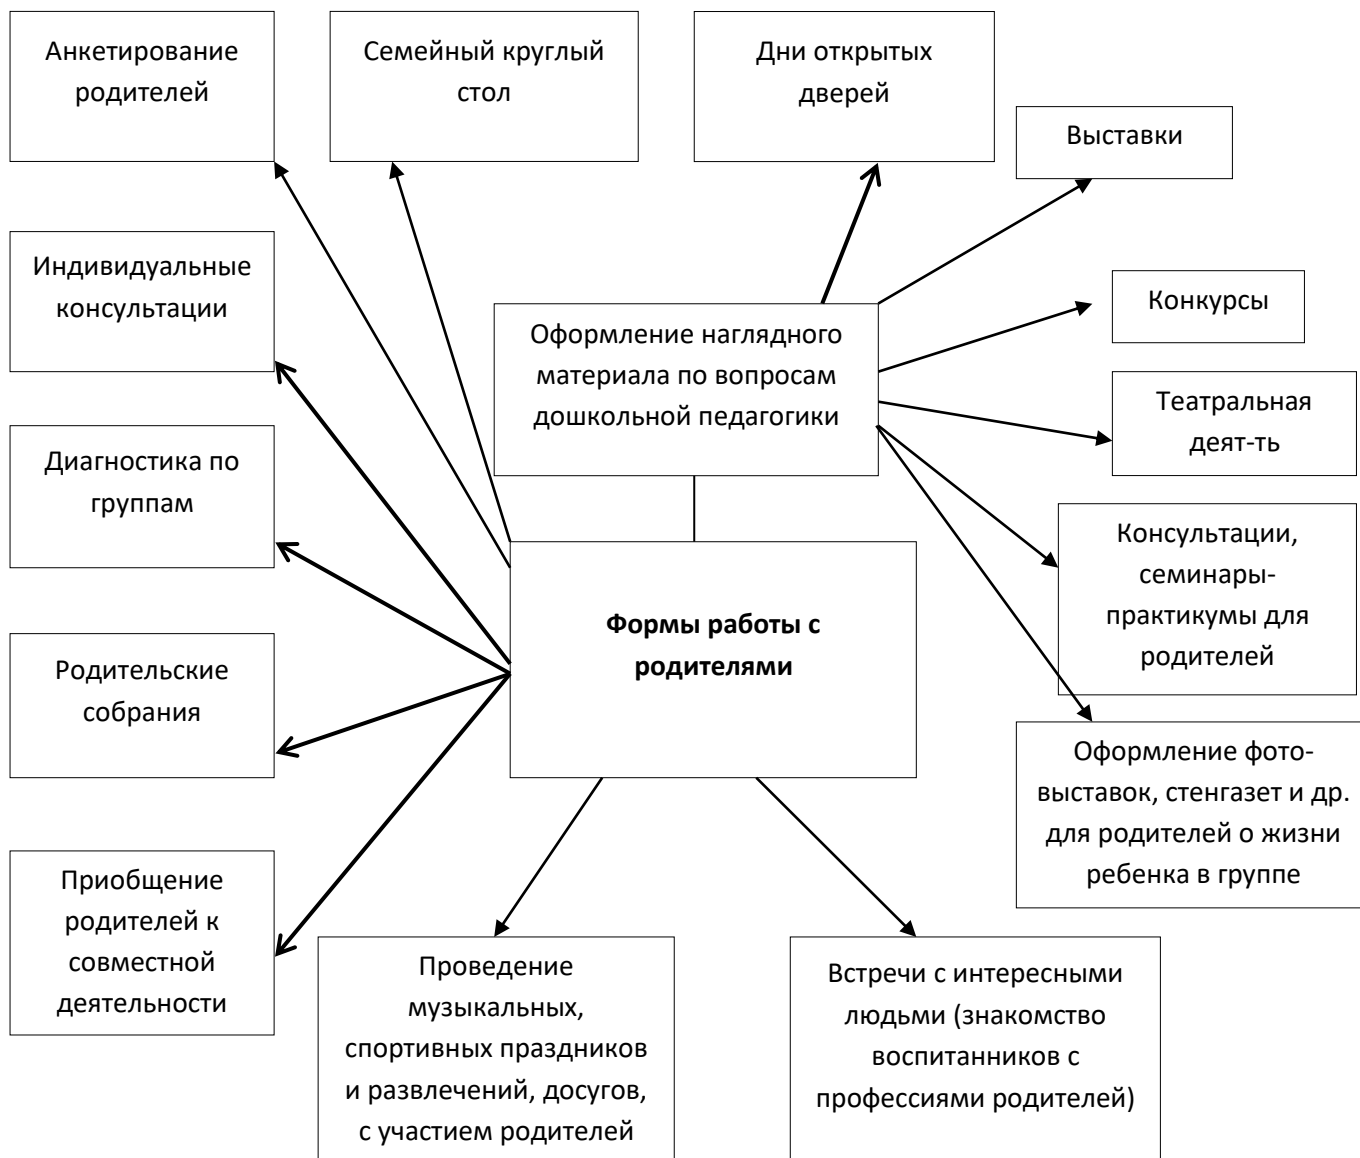 Анкетирование
родителей
Семейный круглый
стол
Дни открытых
дверей
Выставки
Индивидуальные
консультации
Конкурсы
Оформление наглядного
материала по вопросам
дошкольной педагогики
Театральная
деят-ть
Диагностика по
группам
Консультации,
семинары-
практикумы для
родителей
Формы работы с
родителями
Родительские
собрания
Оформление фото-
выставок, стенгазет и др.
для родителей о жизни
ребенка в группе
Приобщение
родителей к
совместной
деятельности
Проведение
музыкальных,
спортивных праздников
и развлечений, досугов,
с участием родителей
Встречи с интересными
людьми (знакомство
воспитанников с
профессиями родителей)